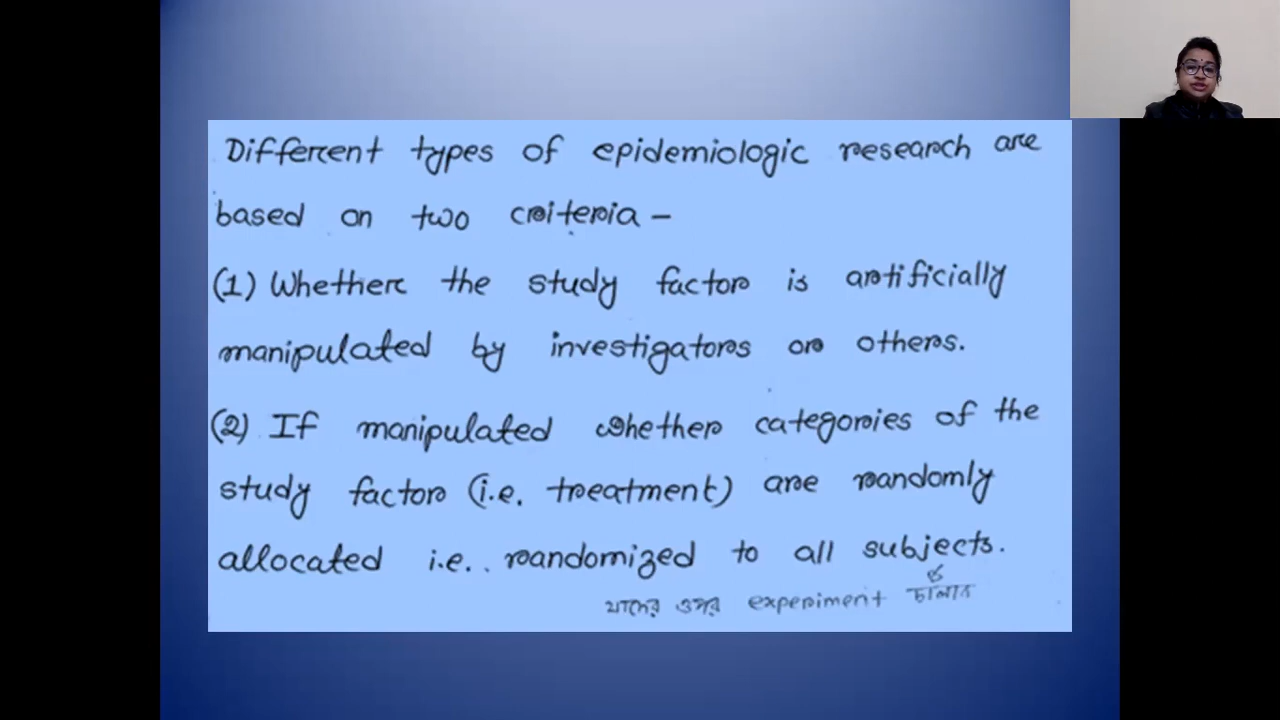 Different types of epidemiologic research are
based on two criteria –
(1) Whether the study factor is artificially
manipulated by investigators or others.
(2) If manipulated whether categories of the
study factor (i.e. treatment) are randomly
allocated i.e.. randomized to all subjects.
যাদের ওপর experiment চালাব